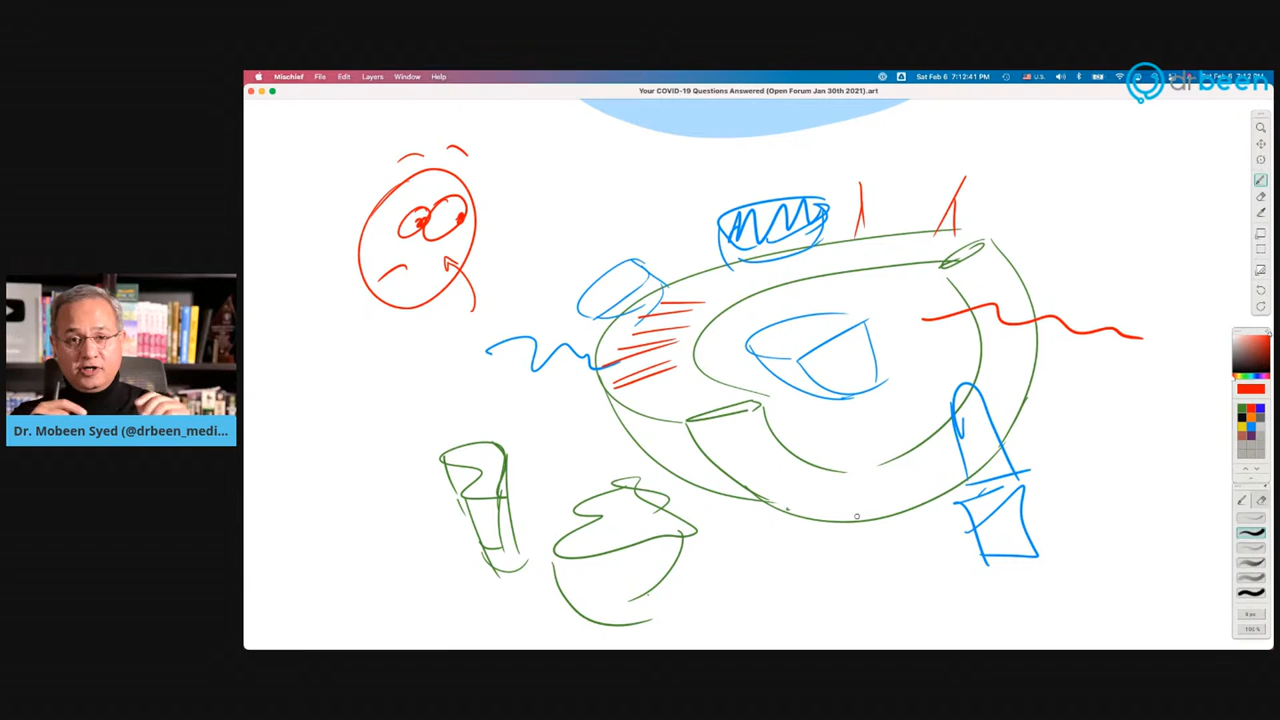 Mischief File Edit Layers Window Help
U.S.
Sat Feb 6 7:12:41 PM
drbeen
Your COVID-19 Questions Answered (Open Forum Jan 30th 2021).art
Dr. Mobeen Syed (@drbeen_medi...